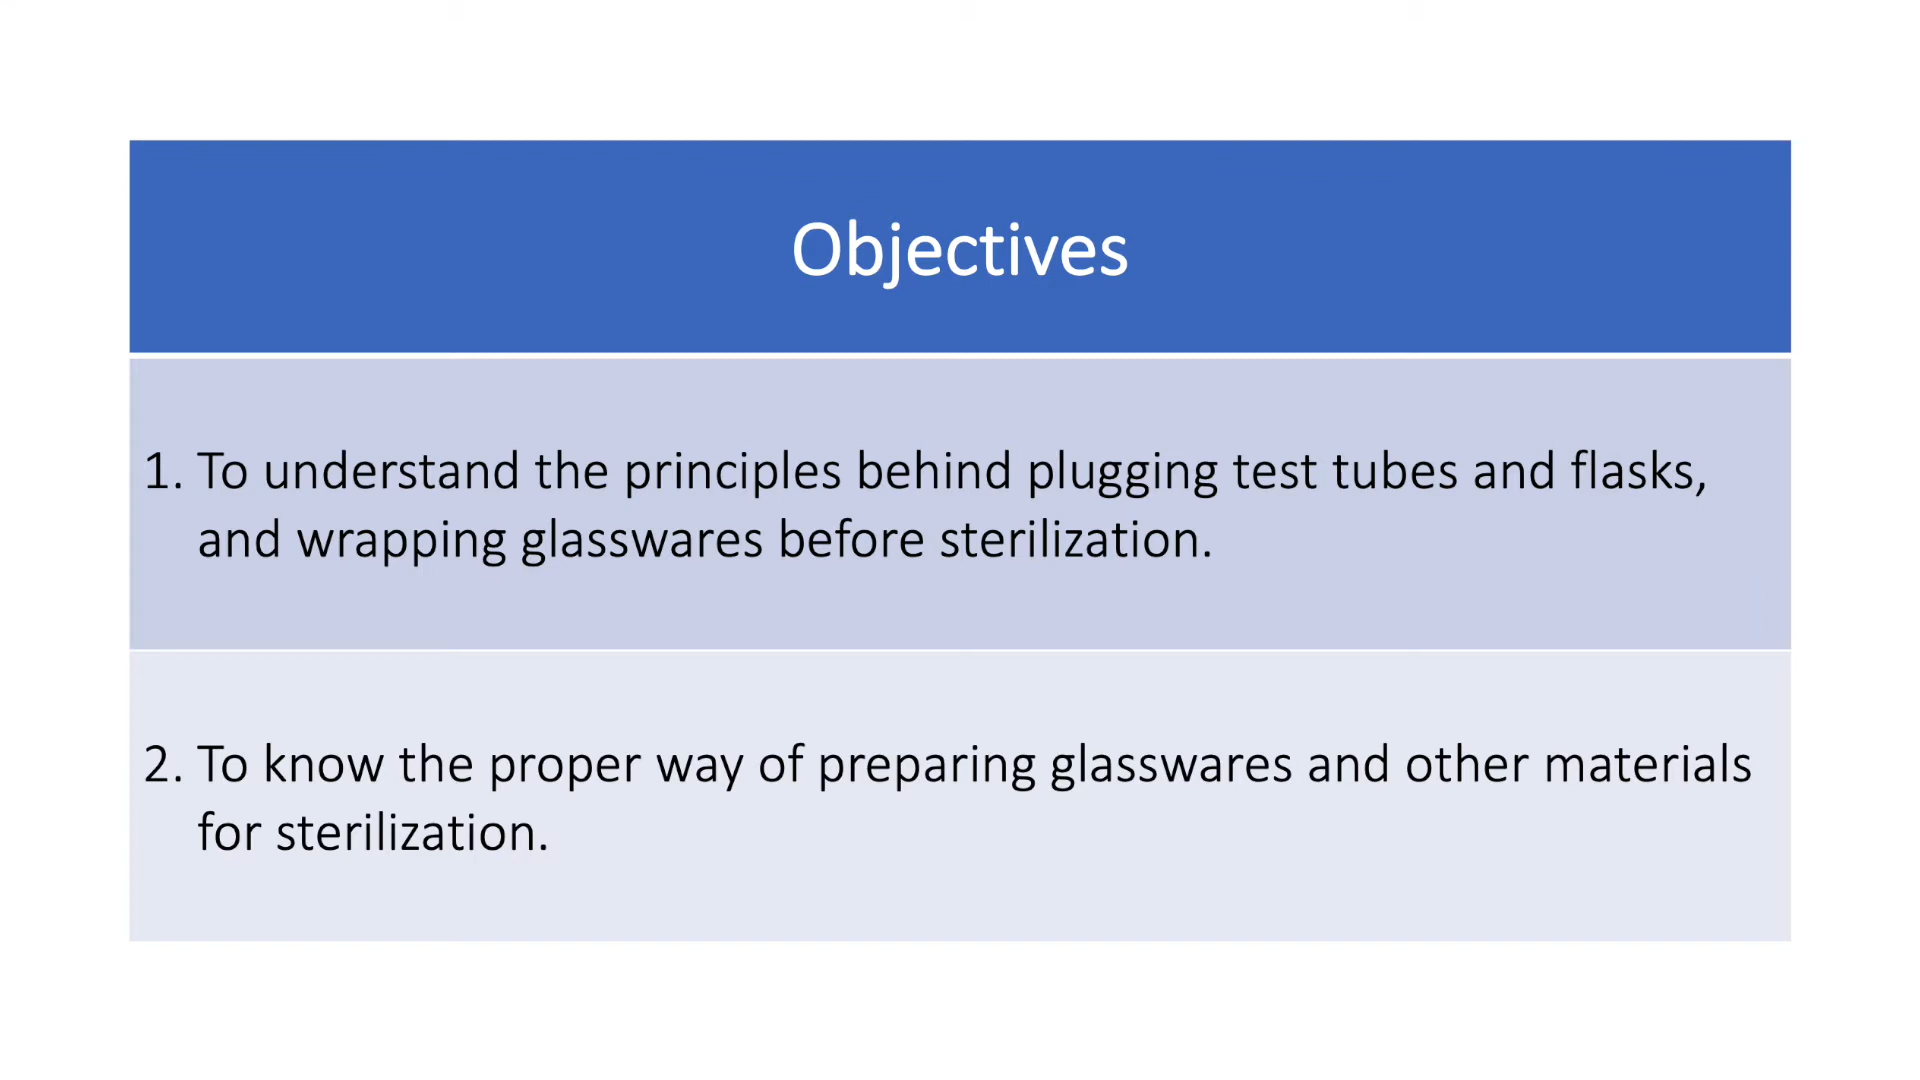 Objectives
1. To understand the principles behind plugging test tubes and flasks,
and wrapping glasswares before sterilization.
2. To know the proper way of preparing glasswares and other materials
for sterilization.